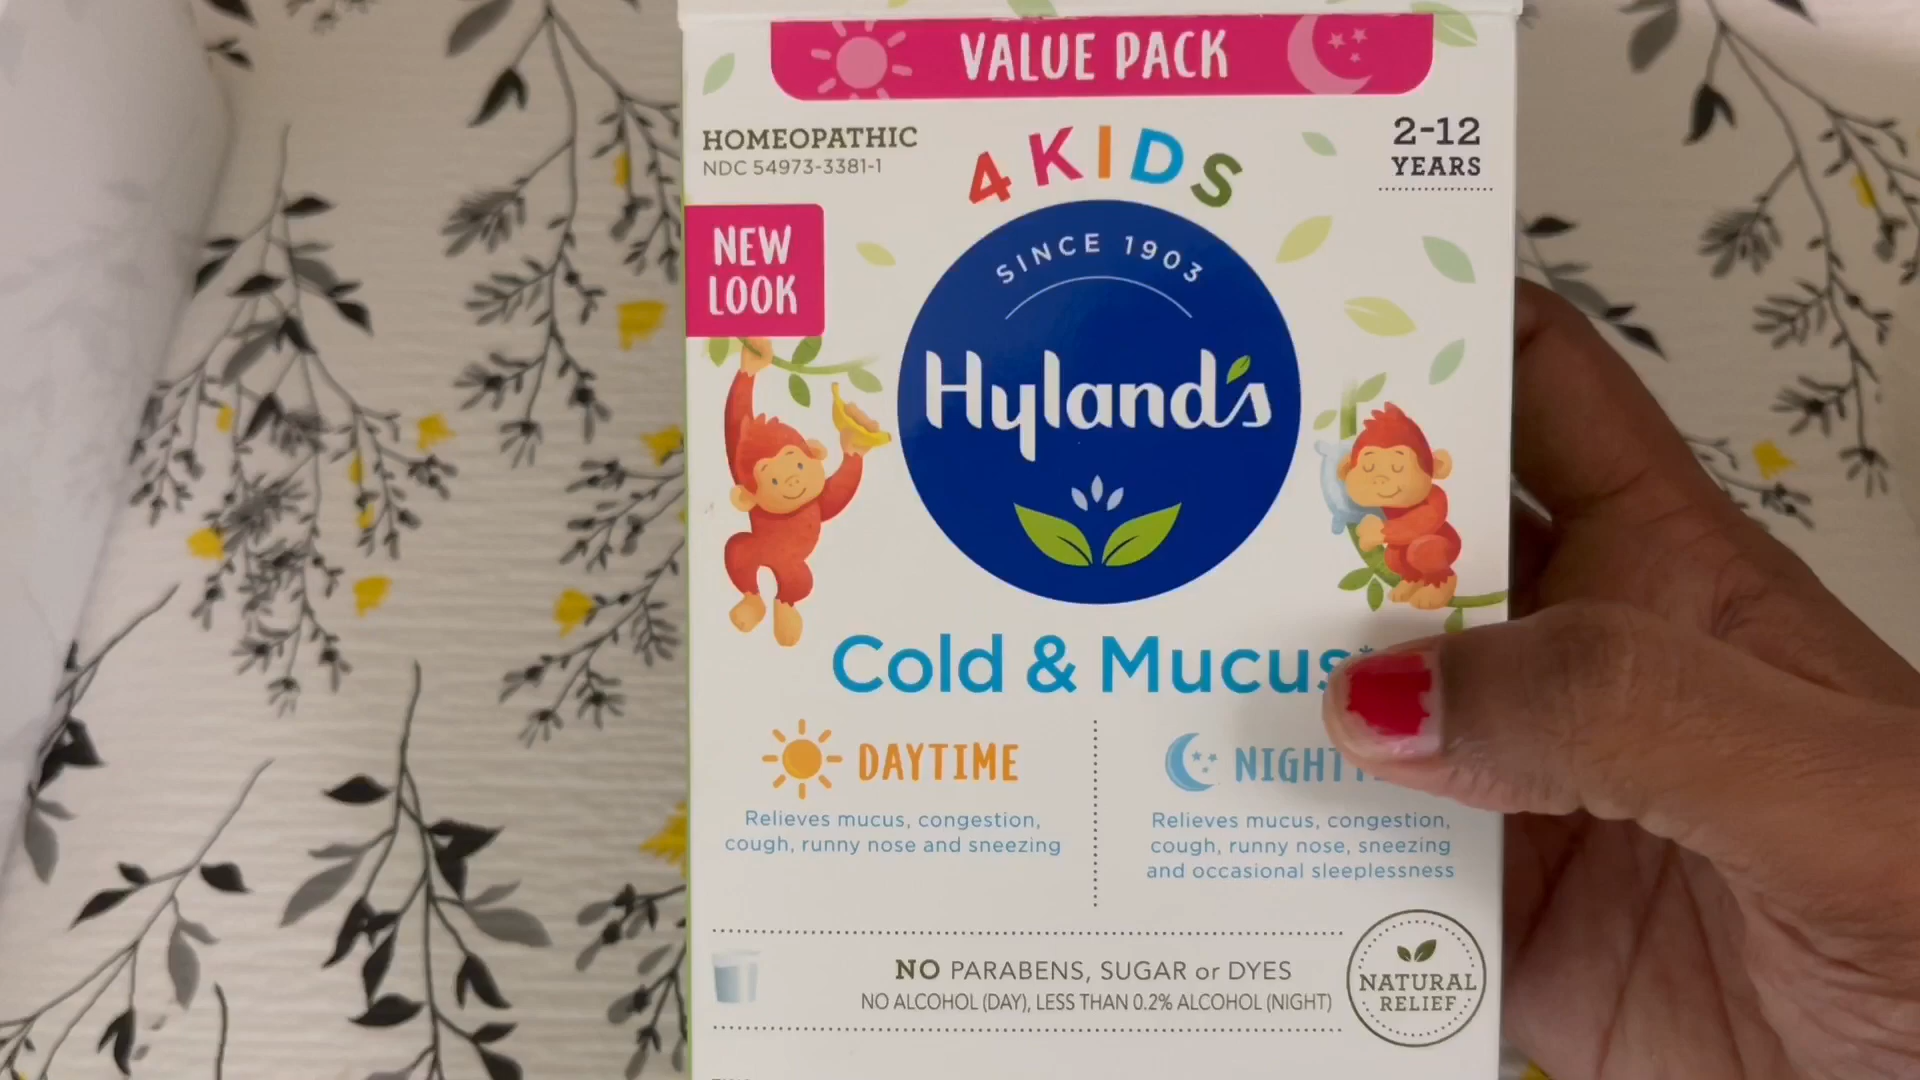 VALUE PACK
HOMEOPATHIC
NDC 54973-3381-1
4 KIDS
2-12
YEARS
NEW
LOOK
SINCE 1903
Hyland's
Cold & Mucus*
DAYTIME
Relieves mucus, congestion,
cough, runny nose and sneezing
NIGHT
Relieves mucus, congestion,
cough, runny nose, sneezing
and occasional sleeplessness
NO PARABENS, SUGAR or DYES
NO ALCOHOL (DAY), LESS THAN 0.2% ALCOHOL (NIGHT)
NATURAL
RELIEF